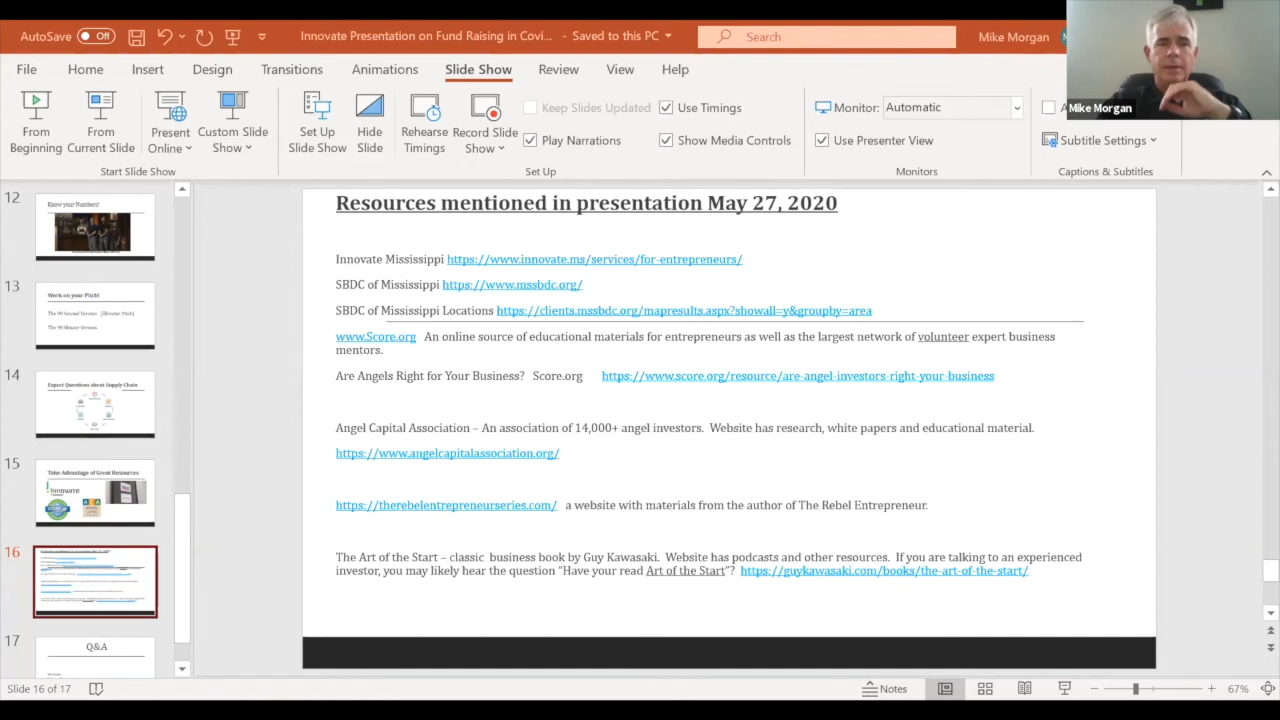 AutoSave Off Innovate Presentation on Fund Raising in Covi... - Saved to this PC Search Mike Morgan
File Home Insert Design Transitions Animations Slide Show Review View Help
Mike Morgan
From Beginning
From Current Slide
Present Online
Custom Slide Show
Set Up Slide Show
Hide Slide
Rehearse Timings
Record Slide Show
Keep Slides Updated
Use Timings
Play Narrations
Show Media Controls
Monitor: Automatic
Use Presenter View
Subtitle Settings
Start Slide Show Set Up Monitors Captions & Subtitles
12
Know your Numbers!
13
Work on your Pitch!
The 90 Second Version (Elevator Pitch)
The 90 Minute Version
14
Expect Questions about Supply Chain
15
Take Advantage of Great Resources
Innovate
16
17
Q&A
Resources mentioned in presentation May 27, 2020
Innovate Mississippi https://www.innovate.ms/services/for-entrepreneurs/
SBDC of Mississippi https://www.mssbdc.org/
SBDC of Mississippi Locations https://clients.mssbdc.org/mapresults.aspx?showall=y&groupby=area
www.Score.org An online source of educational materials for entrepreneurs as well as the largest network of volunteer expert business
mentors.
Are Angels Right for Your Business? Score.org https://www.score.org/resource/are-angel-investors-right-your-business
Angel Capital Association – An association of 14,000+ angel investors. Website has research, white papers and educational material.
https://www.angelcapitalassociation.org/
https://therebelentrepreneurseries.com/ a website with materials from the author of The Rebel Entrepreneur.
The Art of the Start – classic business book by Guy Kawasaki. Website has podcasts and other resources. If you are talking to an experienced
investor, you may likely hear the question "Have your read Art of the Start"? https://guykawasaki.com/books/the-art-of-the-start/
Slide 16 of 17 Notes 67%